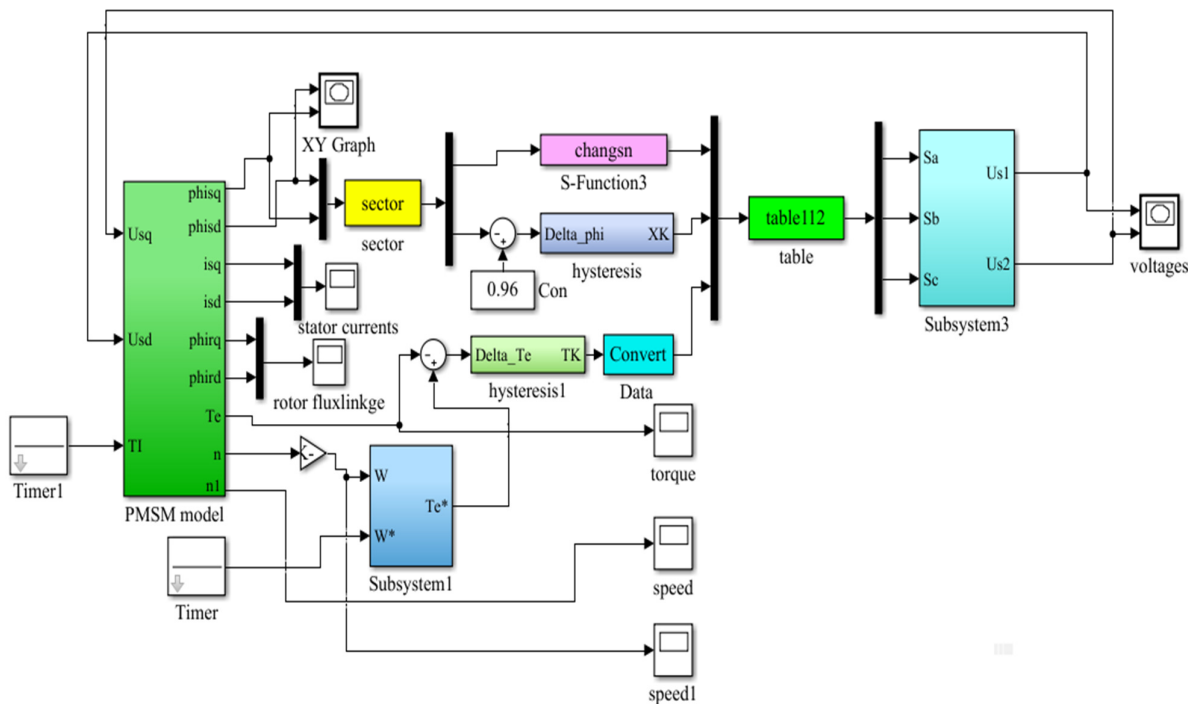 XY Graph
changsn
S-Function3
phisq
phisd
Usq
isq
isd
Usd
phirq
phird
Te
TI
n
n1
PMSM model
sector
sector
Delta_phi XK
hysteresis
0.96
Con
table112
table
Sa
Sb
Sc
Us1
Us2
Subsystem3
voltages
stator currents
rotor fluxlinkge
Delta_Te TK
hysteresis1
Convert
Data
Timer1
Timer
W
W*
Te*
Subsystem1
torque
speed
speed1